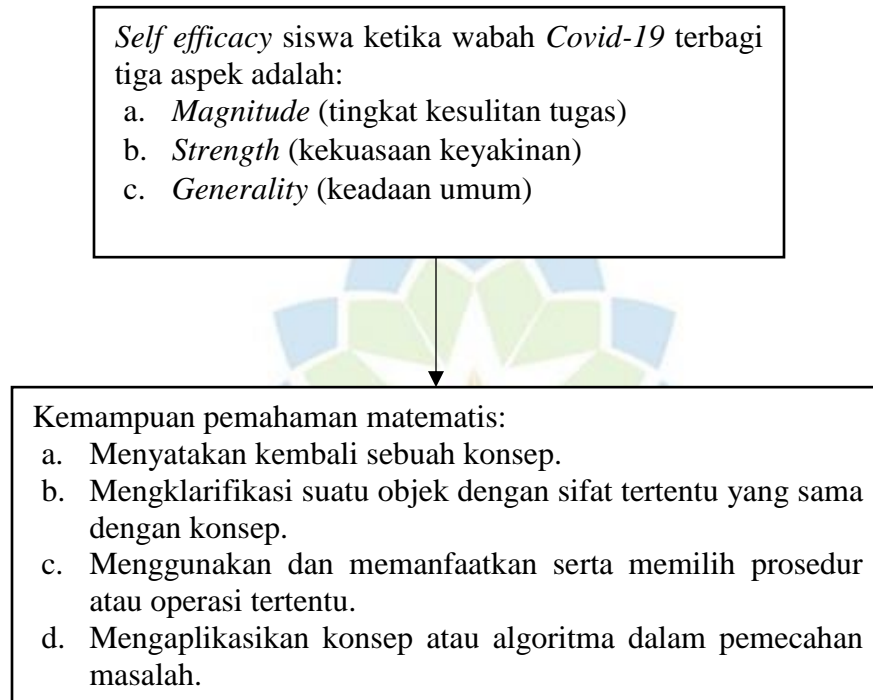 Self efficacy siswa ketika wabah Covid-19 terbagi
tiga aspek adalah:
a. Magnitude (tingkat kesulitan tugas)
b. Strength (kekuasaan keyakinan)
c. Generality (keadaan umum)
Kemampuan pemahaman matematis:
a. Menyatakan kembali sebuah konsep.
b. Mengklarifikasi suatu objek dengan sifat tertentu yang sama
dengan konsep.
c. Menggunakan dan memanfaatkan serta memilih prosedur
atau operasi tertentu.
d. Mengaplikasikan konsep atau algoritma dalam pemecahan
masalah.